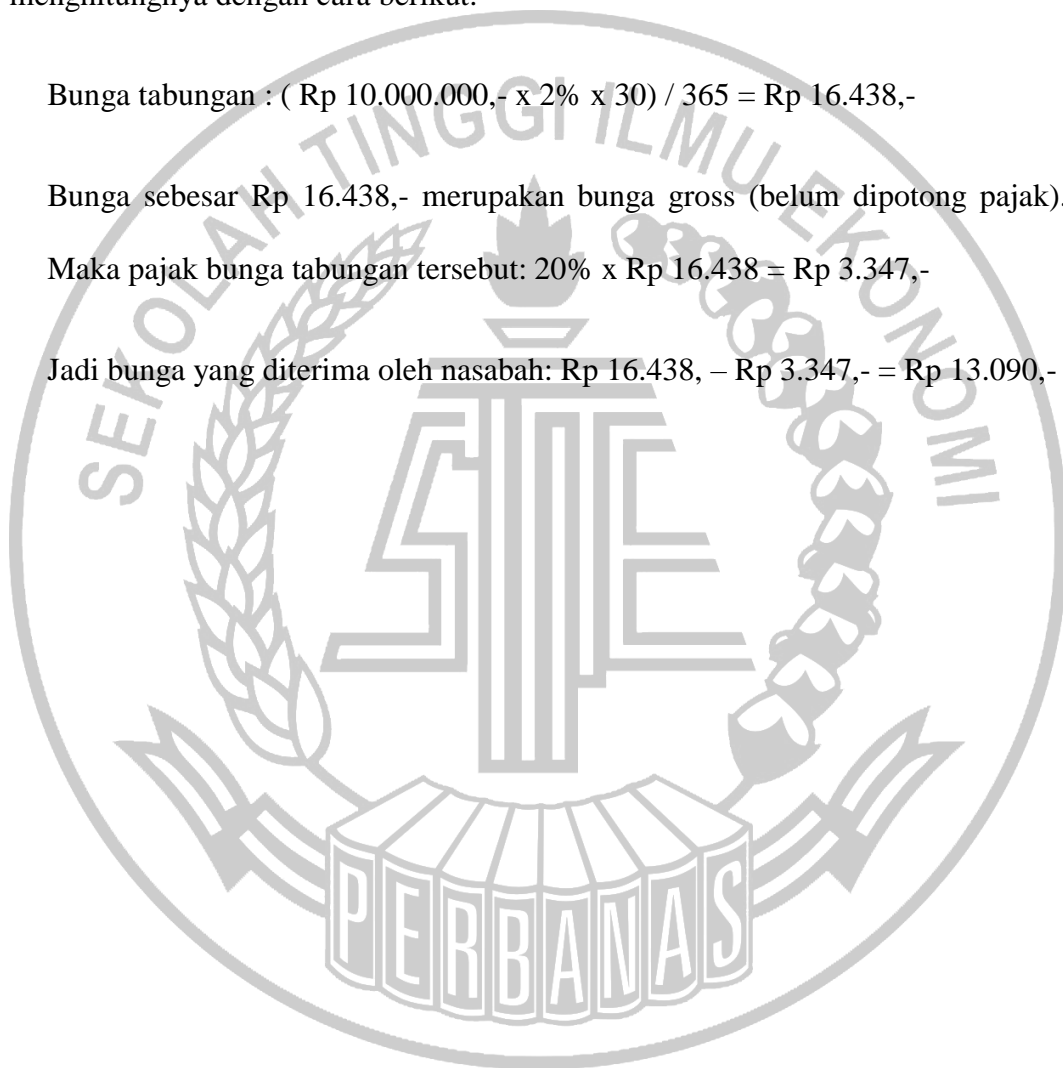 menghitungnya dengan cara berikut:
Bunga tabungan : ( Rp 10.000.000,- x 2% x 30) / 365 = Rp 16.438,-
Bunga sebesar Rp 16.438,- merupakan bunga gross (belum dipotong pajak).
Maka pajak bunga tabungan tersebut: 20% x Rp 16.438 = Rp 3.347,-
Jadi bunga yang diterima oleh nasabah: Rp 16.438, – Rp 3.347,- = Rp 13.090,-
SEKOLAH TINGGI ILMU EKONOMI
STIE
PERBANAS